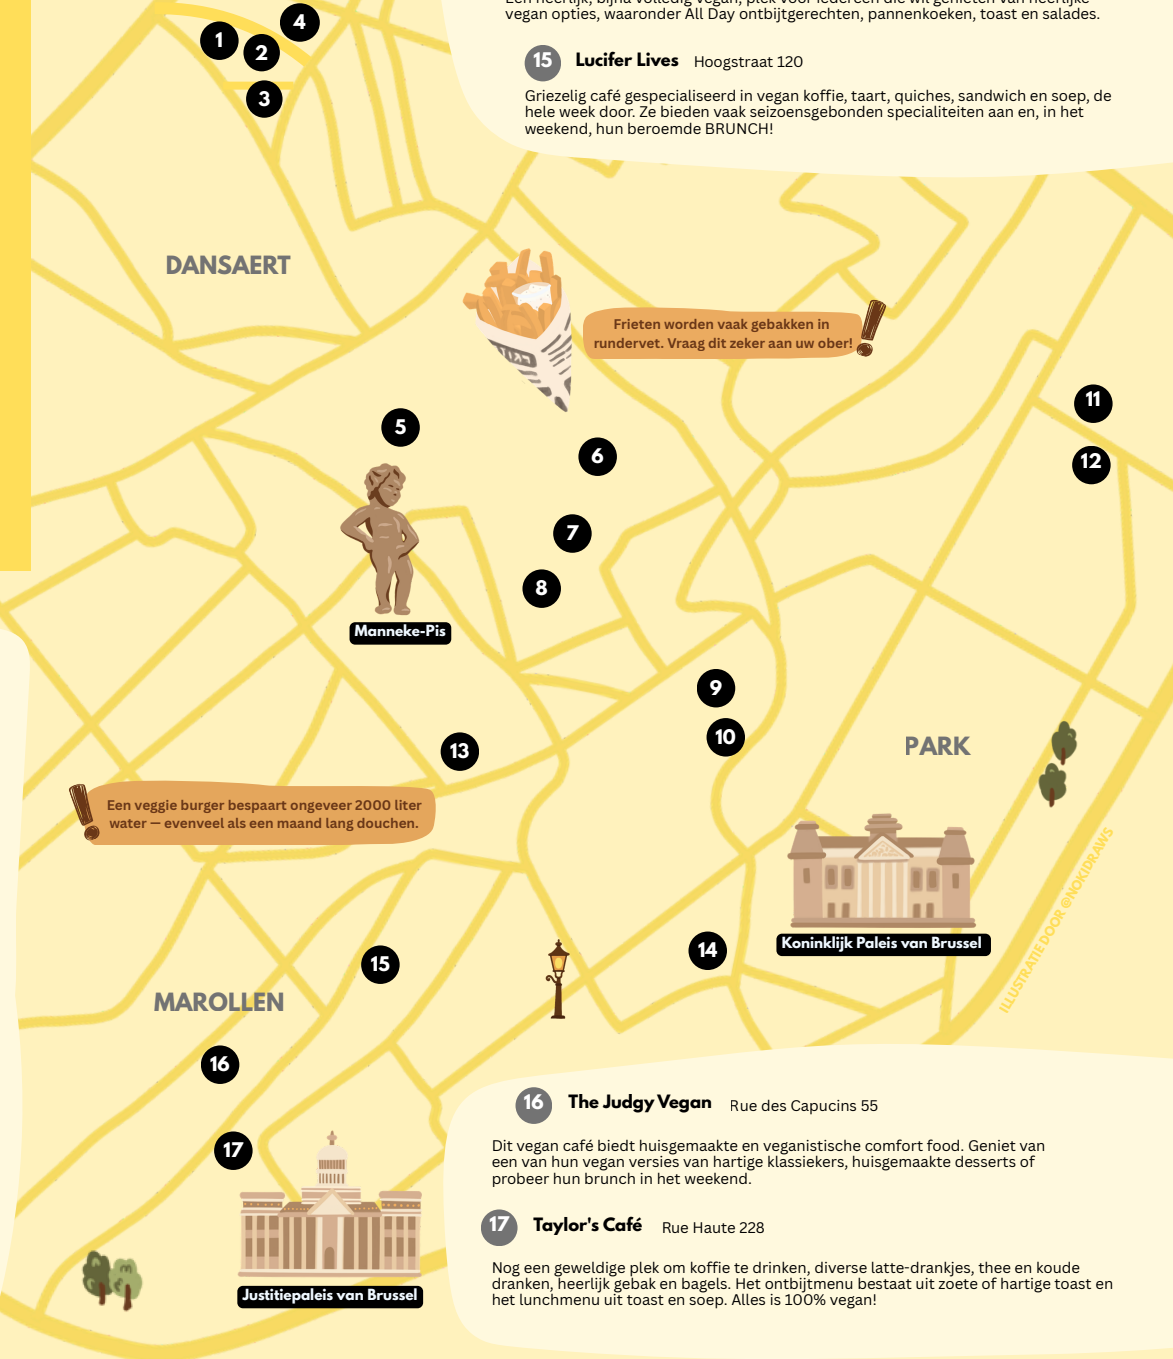 vegan opties, waaronder All Day ontbijtgerechten, pannenkoeken, toast en salades.
15 Lucifer Lives Hoogstraat 120
Griezelig café gespecialiseerd in vegan koffie, taart, quiches, sandwich en soep, de
hele week door. Ze bieden vaak seizoensgebonden specialiteiten aan en, in het
weekend, hun beroemde BRUNCH!
4
1
2
3
DANSAERT
Frieten worden vaak gebakken in
rundervet. Vraag dit zeker aan uw ober!
11
5
6
12
7
8
Manneke-Pis
9
10
13
PARK
Een veggie burger bespaart ongeveer 2000 liter
water — evenveel als een maand lang douchen.
ILLUSTRATIE DOOR @NOKIDRAWS
Koninklijk Paleis van Brussel
14
15
MAROLLEN
16
17
Justitiepaleis van Brussel
16 The Judgy Vegan Rue des Capucins 55
Dit vegan café biedt huisgemaakte en veganistische comfort food. Geniet van
een van hun vegan versies van hartige klassiekers, huisgemaakte desserts of
probeer hun brunch in het weekend.
17 Taylor's Café Rue Haute 228
Nog een geweldige plek om koffie te drinken, diverse latte-drankjes, thee en koude
dranken, heerlijk gebak en bagels. Het ontbijtmenu bestaat uit zoete of hartige toast en
het lunchmenu uit toast en soep. Alles is 100% vegan!